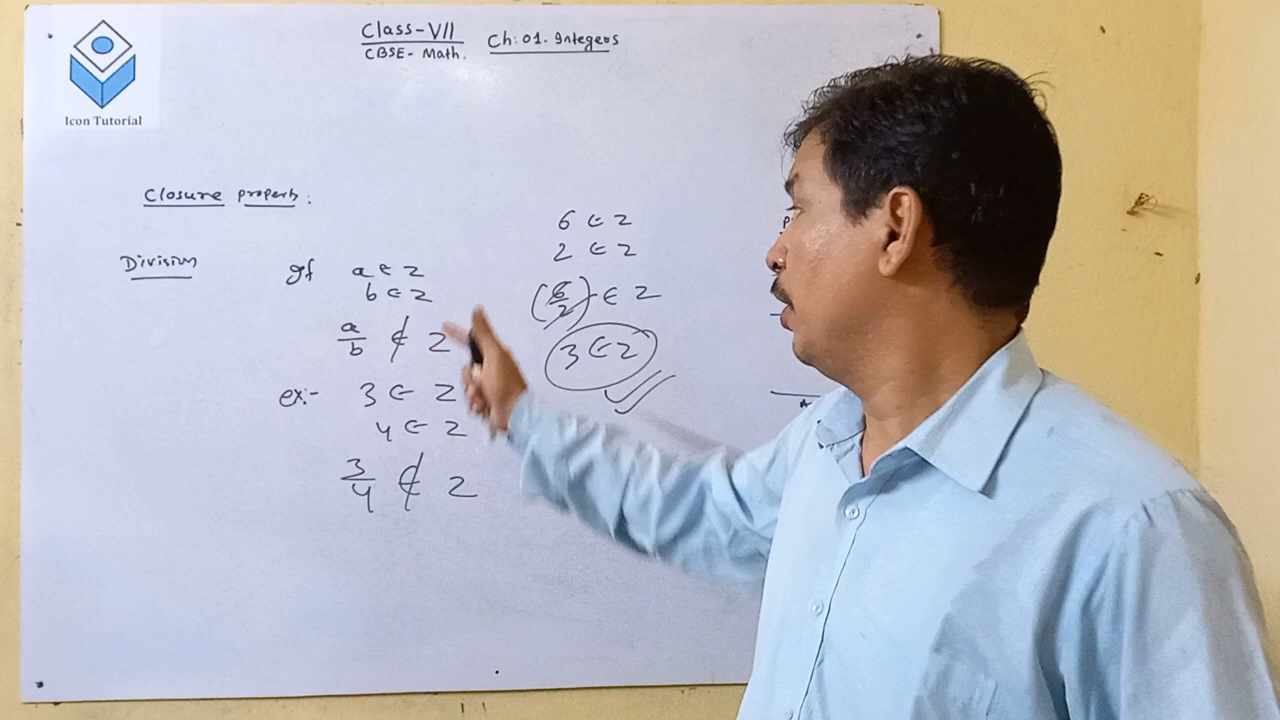 Class-VII
CBSE- Math.
Ch:01. Integers
Icon Tutorial
Closure property:
Division
If a ∈ Z
b ∈ Z
a/b ∉ Z
ex:- 3 ∈ Z
4 ∈ Z
3/4 ∉ Z
6 ∈ Z
2 ∈ Z
(6/2) ∈ Z
3 ∈ Z